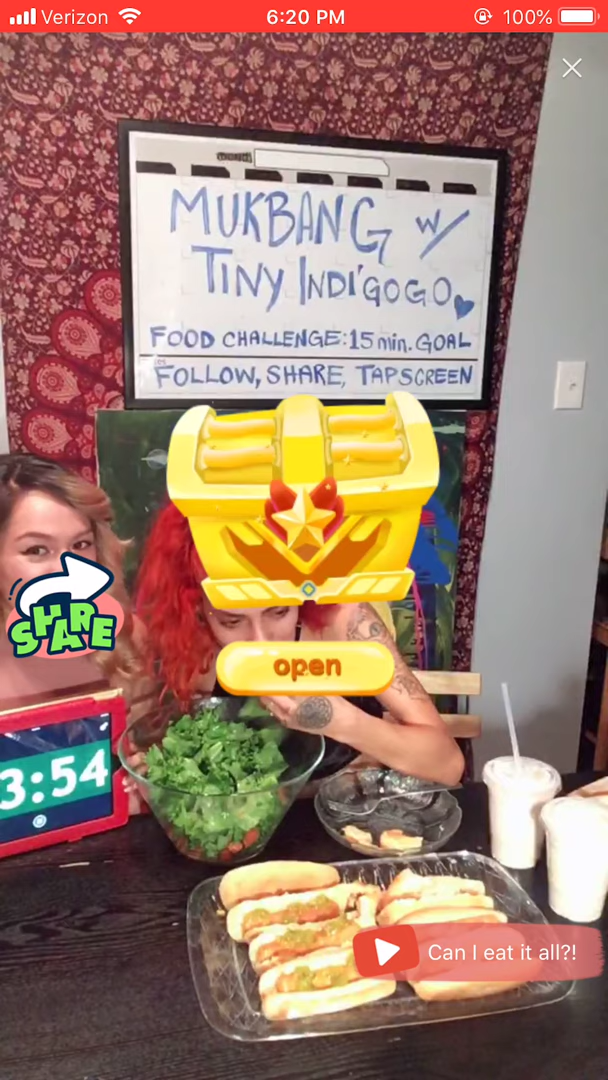 Verizon 6:20 PM 100%
MUKBANG W/
TINY INDI'GOGO
FOOD CHALLENGE: 15 min. GOAL
FOLLOW, SHARE, TAPSCREEN
SHARE
open
3:54
Can I eat it all?!